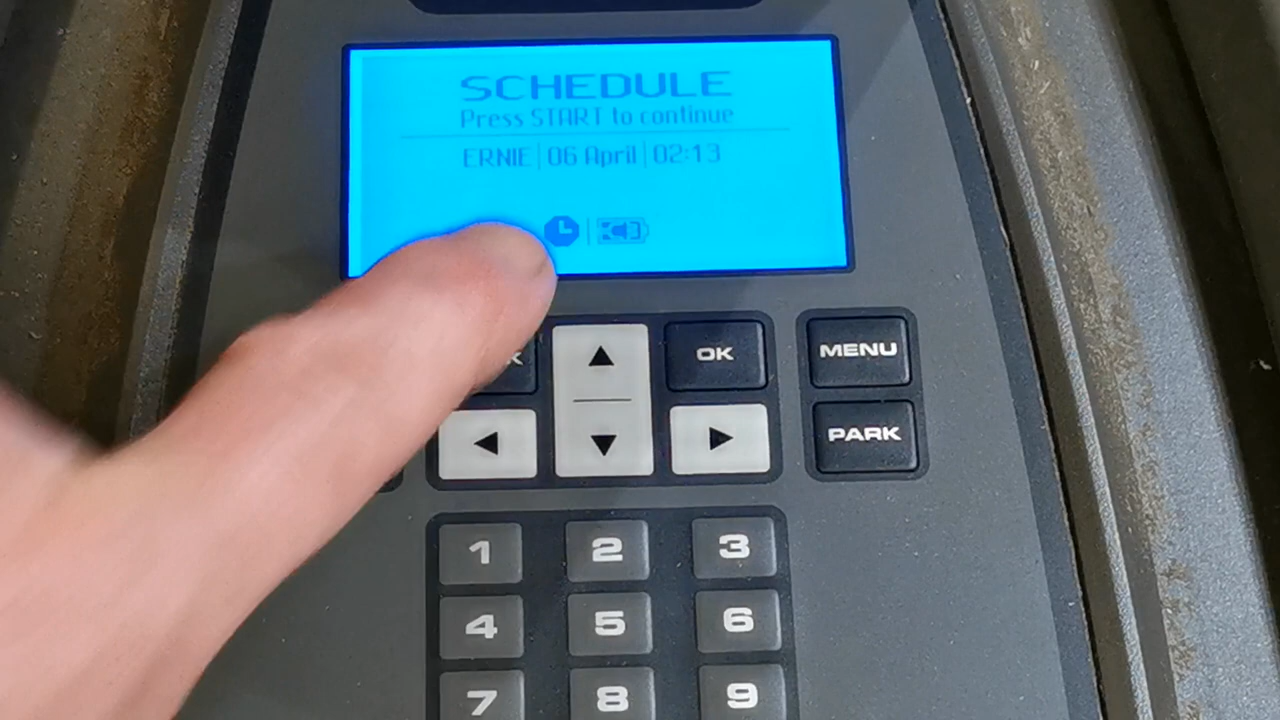 SCHEDULE
Press START to continue
ERNIE | 06 April | 02:13
OK
MENU
PARK
1 2 3
4 5 6
7 8 9